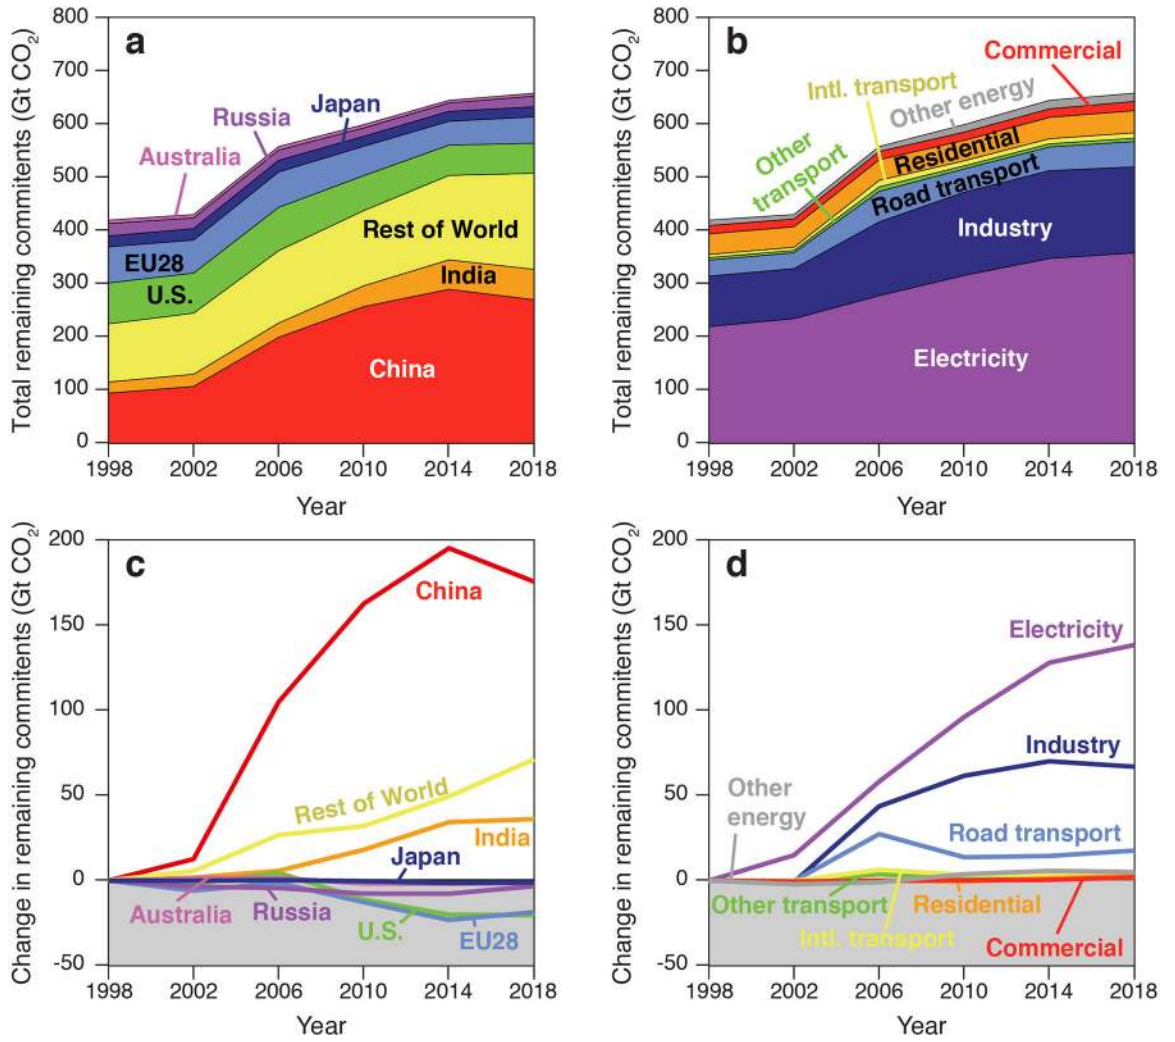 a
Total remaining commitents (Gt CO2)
800
700
600
500
400
300
200
100
0
Japan
Russia
Australia
EU28
U.S.
Rest of World
India
China
1998 2002 2006 2010 2014 2018
Year
b
Total remaining commitents (Gt CO2)
800
700
600
500
400
300
200
100
0
Commercial
Intl. transport
Other energy
Other
transport
Residential
Road transport
Industry
Electricity
1998 2002 2006 2010 2014 2018
Year
c
Change in remaining commitents (Gt CO2)
200
150
100
50
0
-50
China
Rest of World
India
Japan
Australia
Russia
U.S.
EU28
1998 2002 2006 2010 2014 2018
Year
d
Change in remaining commitents (Gt CO2)
200
150
100
50
0
-50
Electricity
Industry
Other
energy
Road transport
Other transport
Residential
Intl. transport
Commercial
1998 2002 2006 2010 2014 2018
Year